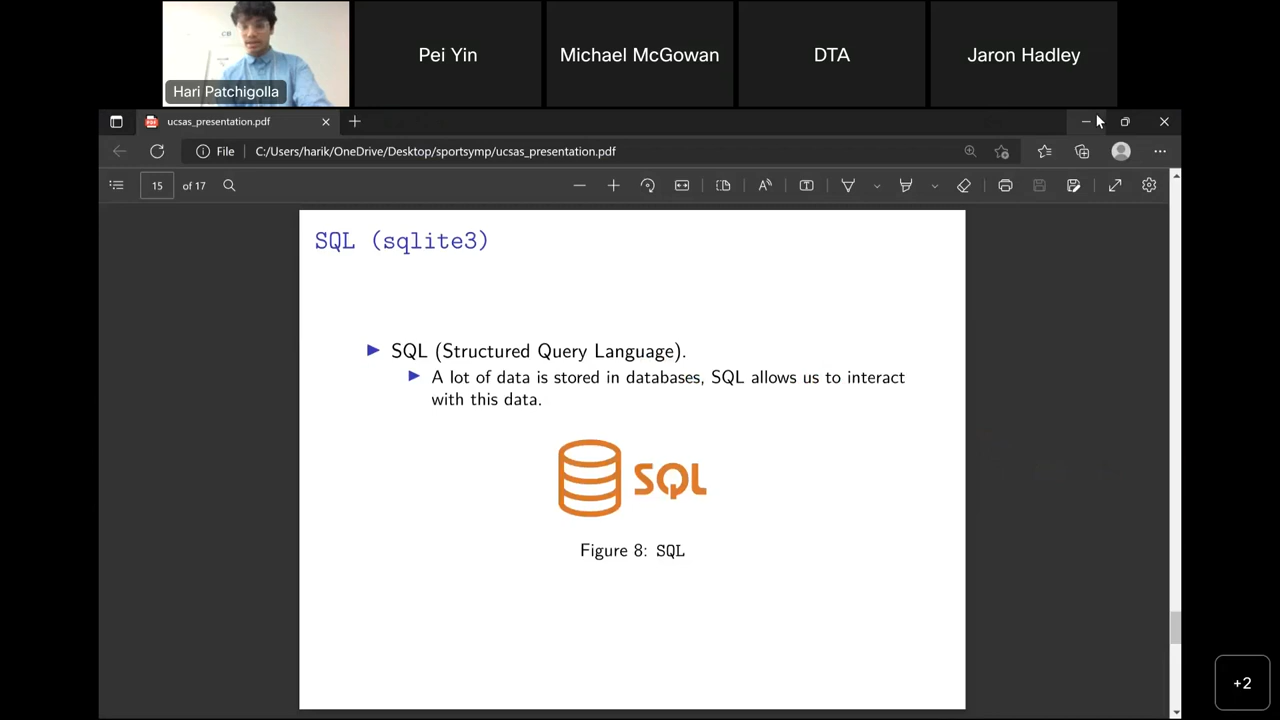 CB
Hari Patchigolla
Pei Yin
Michael McGowan
DTA
Jaron Hadley
ucsas_presentation.pdf
File
C:/Users/harik/OneDrive/Desktop/sportsymp/ucsas_presentation.pdf
15 of 17
SQL (sqlite3)
SQL (Structured Query Language).
A lot of data is stored in databases, SQL allows us to interact
with this data.
SQL
Figure 8: SQL
+2